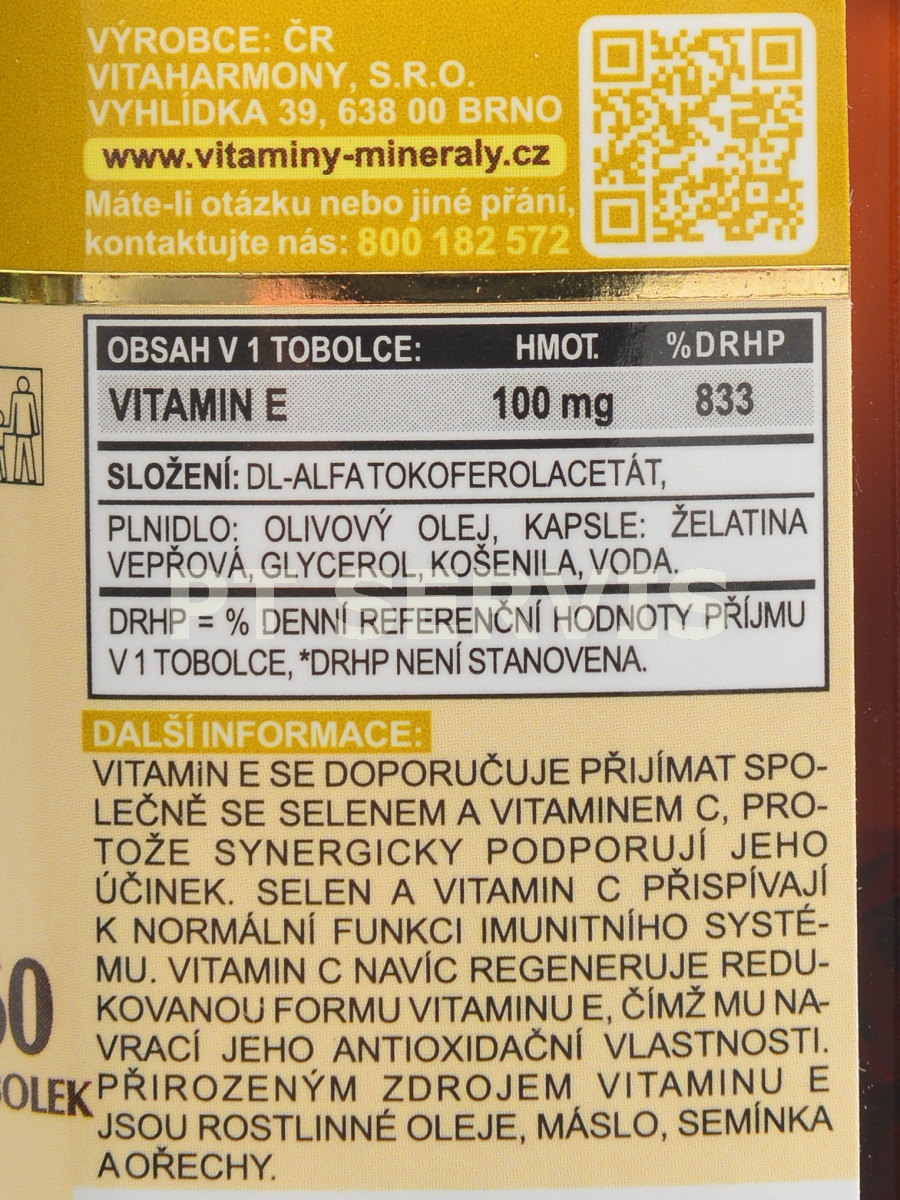 VÝROBCE: ČR
VITAHARMONY, S.R.O.
VYHLÍDKA 39, 638 00 BRNO
www.vitaminy-mineraly.cz
Máte-li otázku nebo jiné přání,
kontaktujte nás: 800 182 572
OBSAH V 1 TOBOLCE: HMOT. %DRHP
VITAMIN E 100 mg 833
SLOŽENÍ: DL-ALFA TOKOFEROLACETÁT,
PLNIDLO: OLIVOVÝ OLEJ, KAPSLE: ŽELATINA
VEPŘOVÁ, GLYCEROL, KOŠENILA, VODA.
PT SERVIS
DRHP = % DENNÍ REFERENČNÍ HODNOTY PŘÍJMU
V 1 TOBOLCE, *DRHP NENÍ STANOVENA.
DALŠÍ INFORMACE:
VITAMiN E SE DOPORUČUJE PŘIJÍMAT SPO-
LEČNĚ SE SELENEM A VITAMINEM C, PRO-
TOŽE SYNERGICKY PODPORUJÍ JEHO
ÚČINEK. SELEN A VITAMIN C PŘISPÍVAJÍ
K NORMÁLNÍ FUNKCI IMUNITNÍHO SYSTÉ-
MU. VITAMIN C NAVÍC REGENERUJE REDU-
KOVANOU FORMU VITAMINU E, ČÍMŽ MU NA-
VRACÍ JEHO ANTIOXIDAČNÍ VLASTNOSTI.
PŘIROZENÝM ZDROJEM VITAMINU E
JSOU ROSTLINNÉ OLEJE, MÁSLO, SEMÍNKA
A OŘECHY.